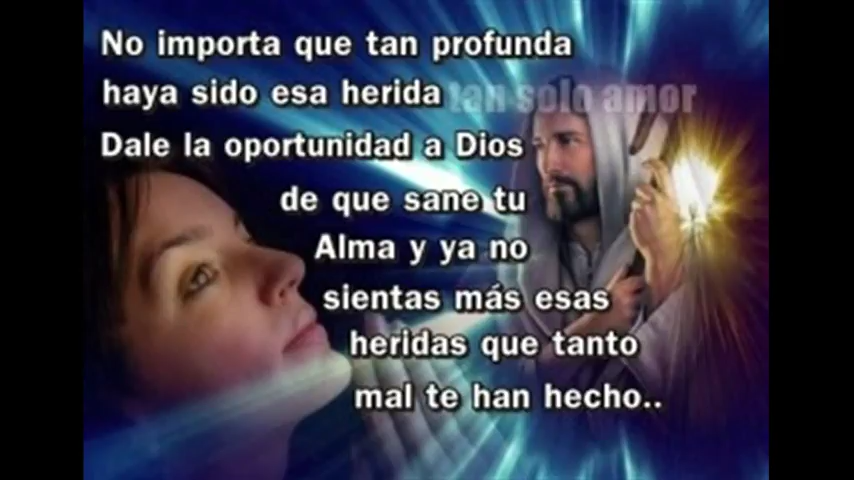 No importa que tan profunda
haya sido esa herida
tan solo amor
Dale la oportunidad a Dios
de que sane tu
Alma y ya no
sientas más esas
heridas que tanto
mal te han hecho..